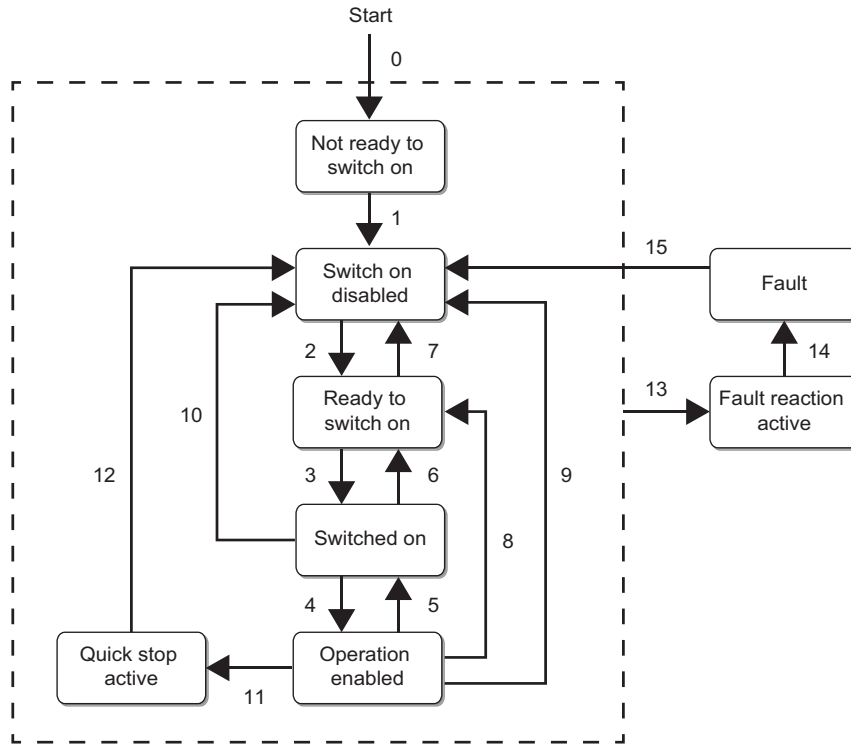 Start
0
Not ready to
switch on
1
Switch on
disabled
15
Fault
2
7
14
Ready to
switch on
13
Fault reaction
active
10
12
3
6
9
Switched on
8
4
5
Quick stop
active
11
Operation
enabled